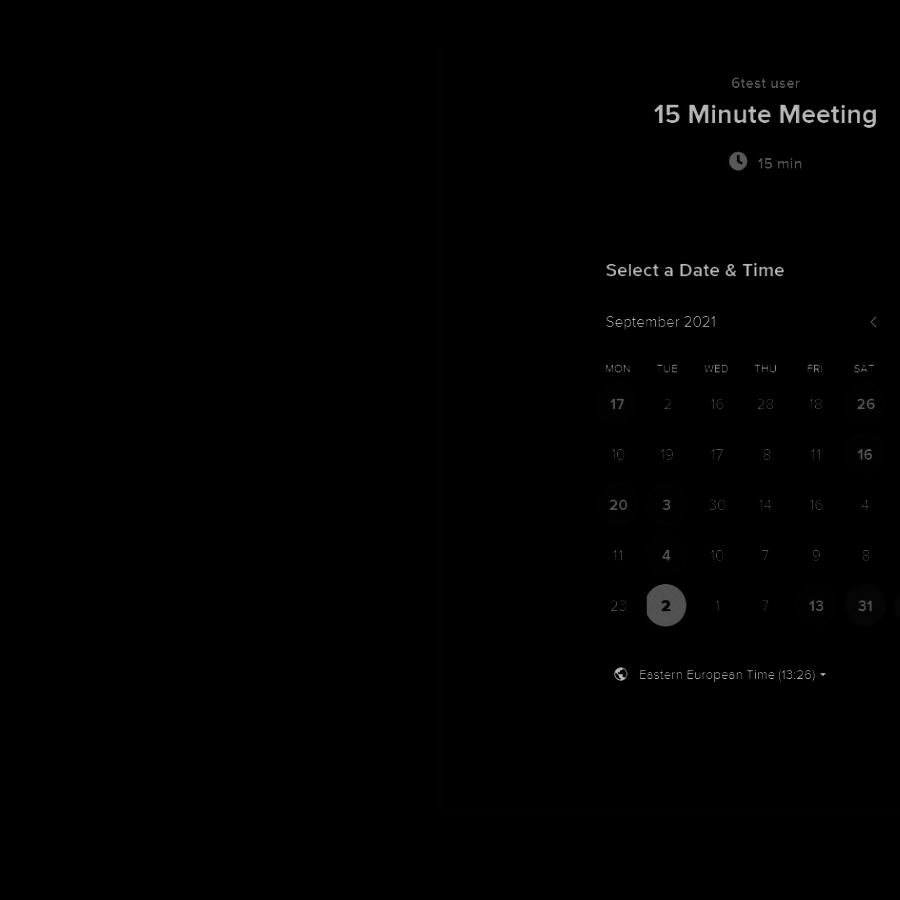 6test user
15 Minute Meeting
15 min
Select a Date & Time
September 2021
MON TUE WED THU FRI SAT
17 2 16 28 18 26
10 19 17 8 11 16
20 3 30 14 16 4
11 4 10 7 9 8
23 2 1 7 13 31
Eastern European Time (13:26)